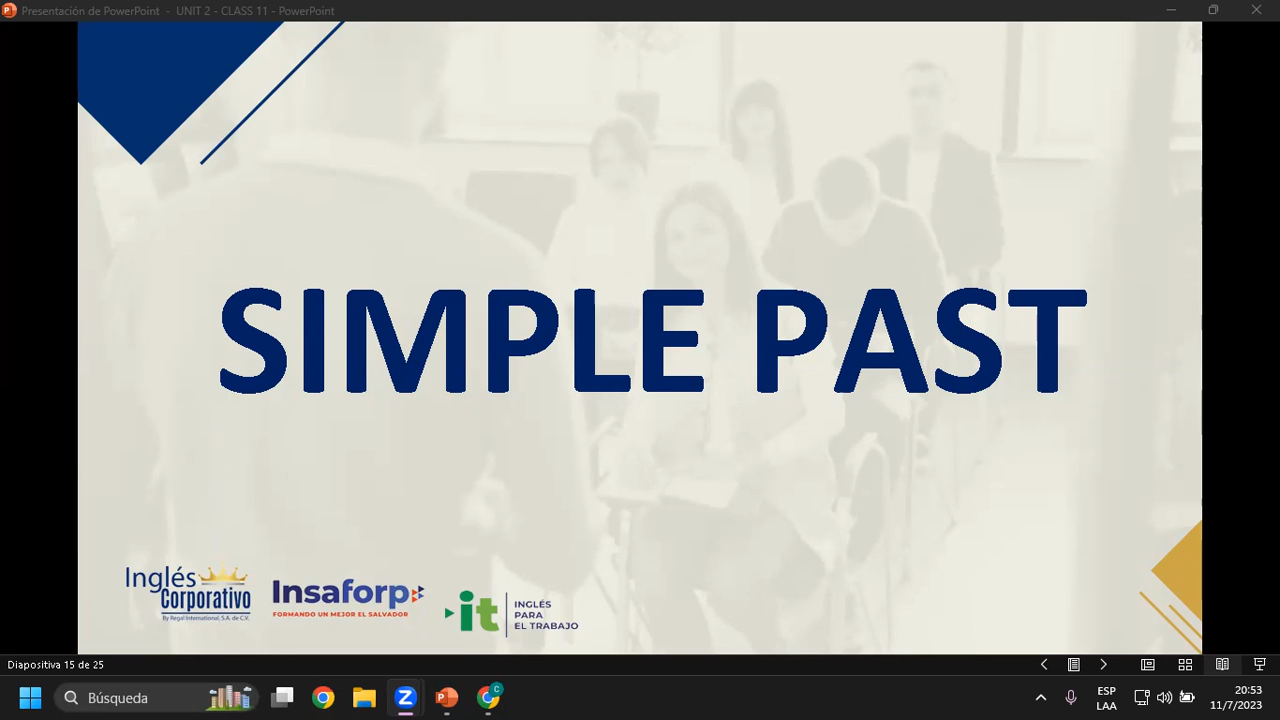 Presentación de PowerPoint - UNIT 2 - CLASS 11 - PowerPoint
SIMPLE PAST
Inglés
Corporativo
By Regal International, S.A. de C.V.
Insaforp
FORMANDO UN MEJOR EL SALVADOR
it
INGLÉS
PARA
EL TRABAJO
Diapositiva 15 de 25
Búsqueda
ESP
LAA
20:53
11/7/2023